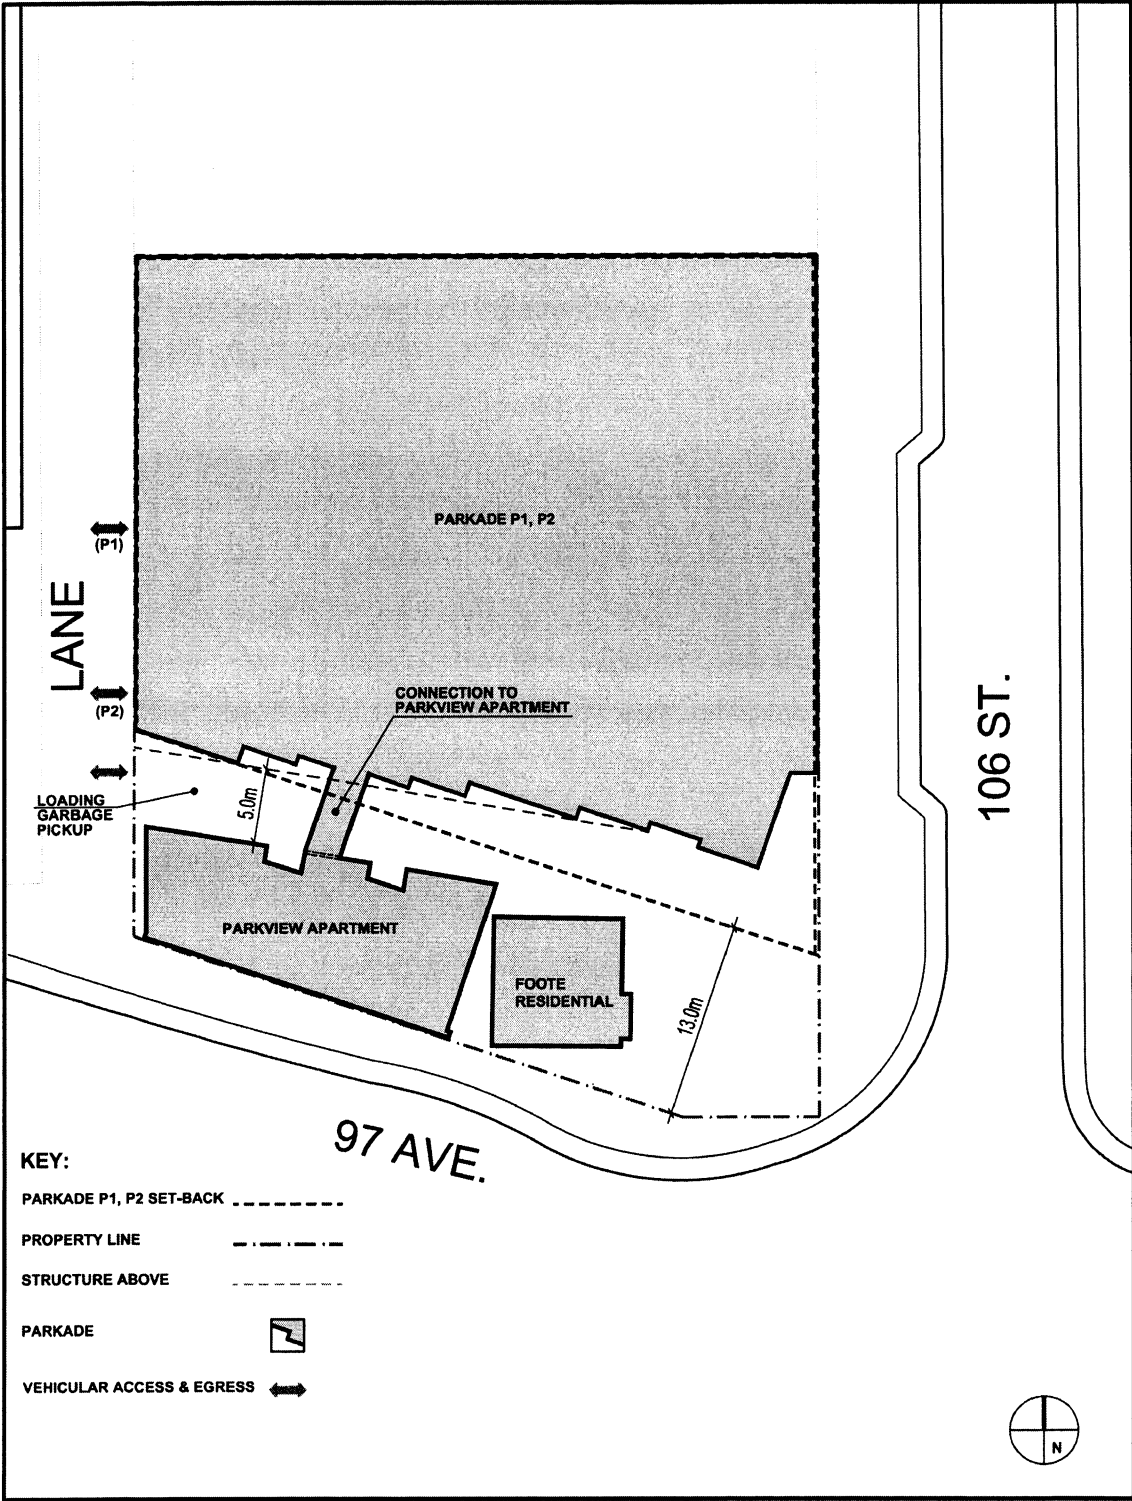 PARKADE P1, P2
(P1)
LANE
(P2)
CONNECTION TO
PARKVIEW APARTMENT
106 ST.
5.0m
LOADING
GARBAGE
PICKUP
PARKVIEW APARTMENT
FOOTE
RESIDENTIAL
13.0m
97 AVE.
KEY:
PARKADE P1, P2 SET-BACK
PROPERTY LINE
STRUCTURE ABOVE
PARKADE
VEHICULAR ACCESS & EGRESS
N